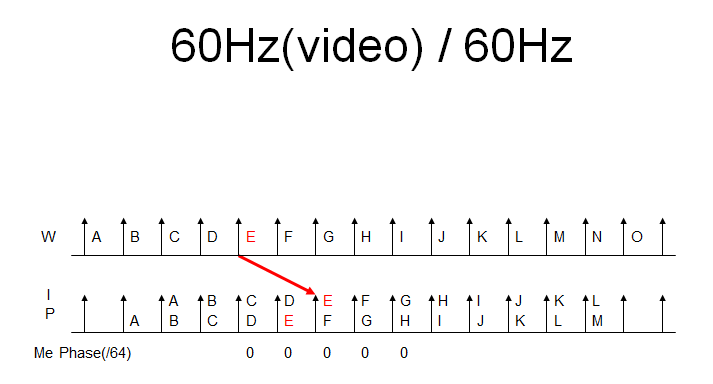 60Hz(video) / 60Hz
W A B C D E F G H I J K L M N O
I A B C D E F G H I J K L
P A B C D E F G H I J K L M
Me Phase(/64) 0 0 0 0 0